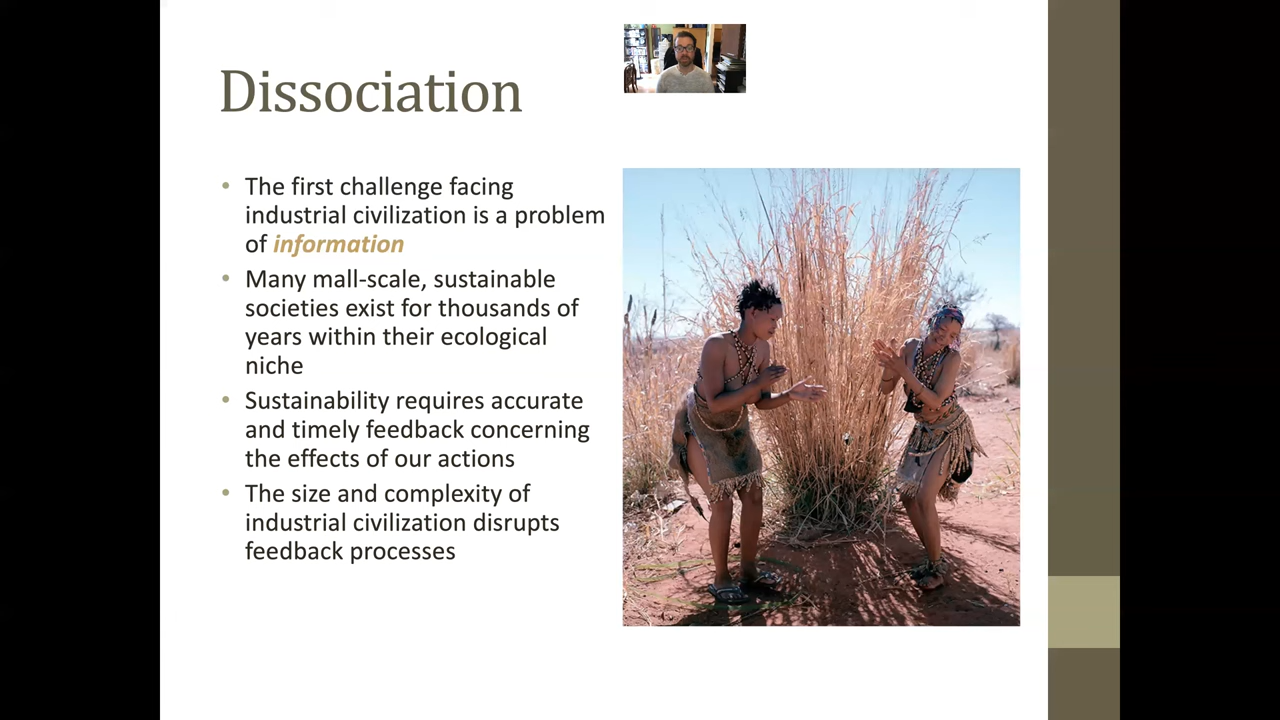 Dissociation
• The first challenge facing
industrial civilization is a problem
of information
• Many mall-scale, sustainable
societies exist for thousands of
years within their ecological
niche
• Sustainability requires accurate
and timely feedback concerning
the effects of our actions
• The size and complexity of
industrial civilization disrupts
feedback processes